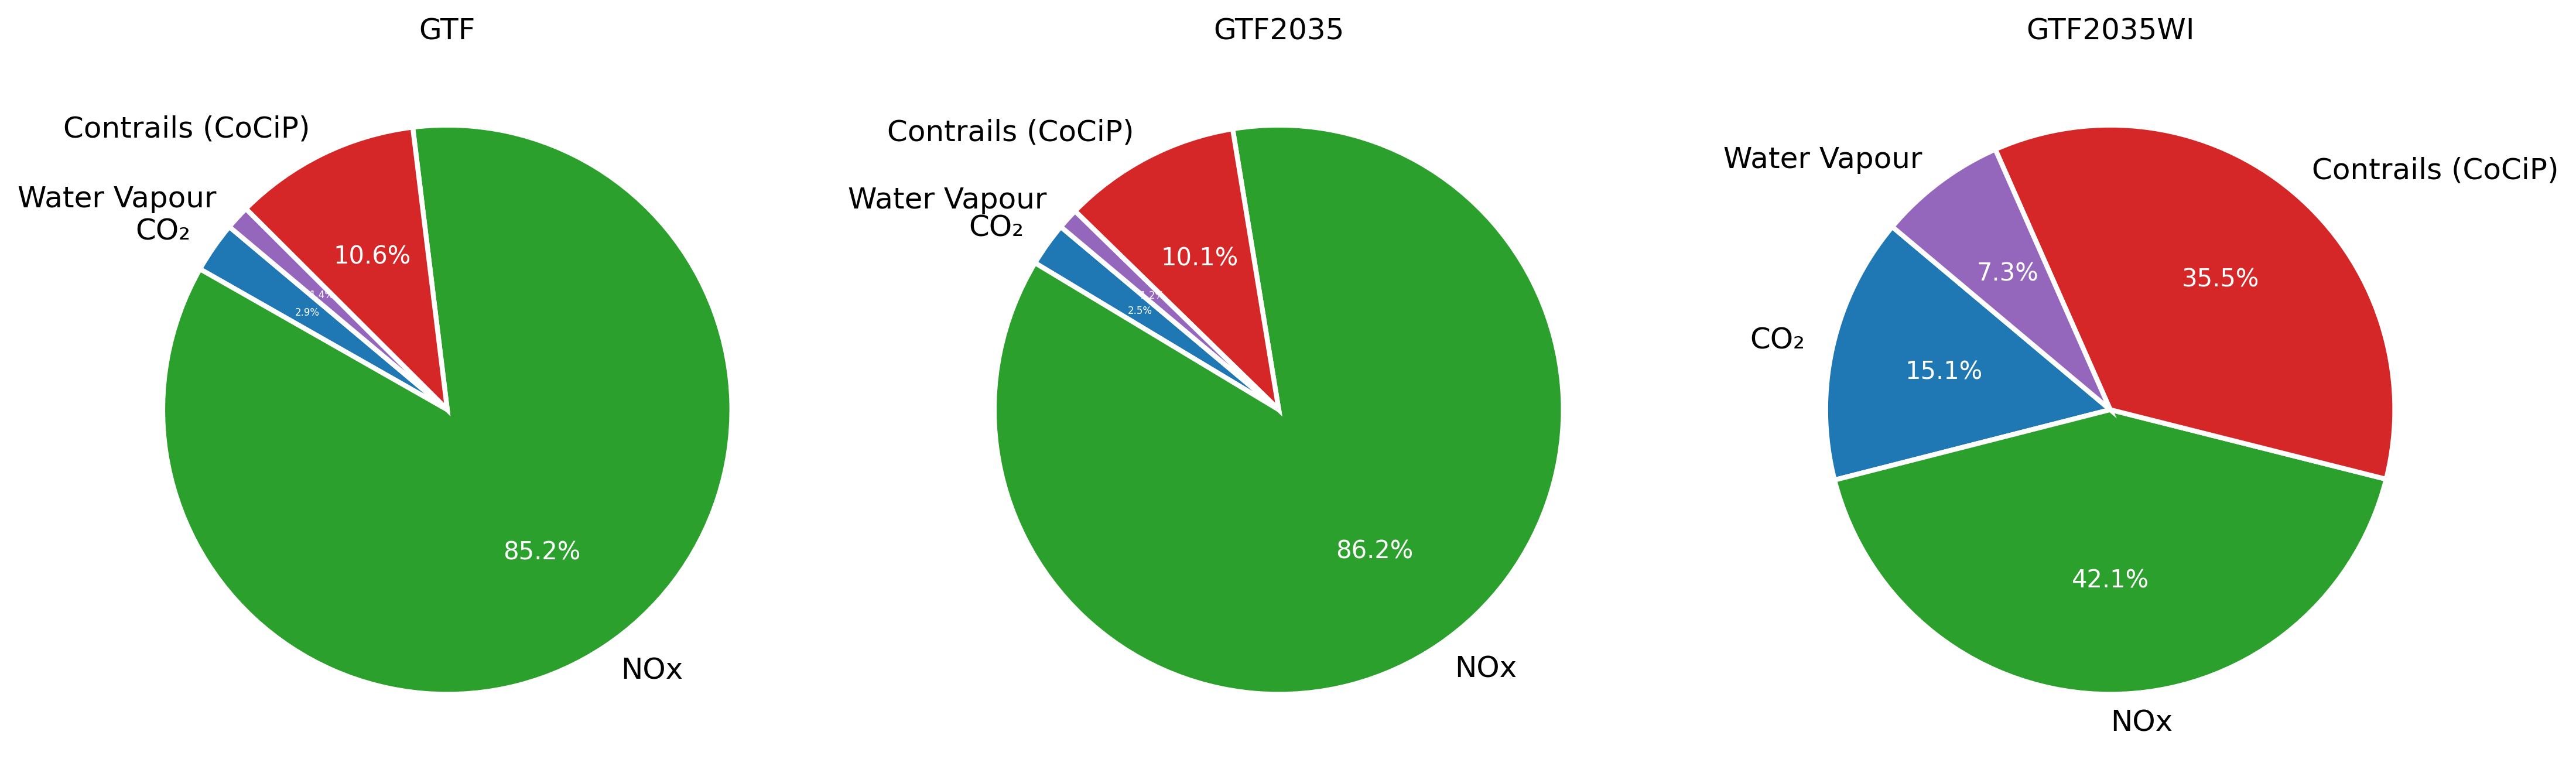 GTF
Contrails (CoCiP)
Water Vapour
CO₂
10.6%
2.9%
85.2%
NOx
GTF2035
Contrails (CoCiP)
Water Vapour
CO₂
10.1%
2.5%
86.2%
NOx
GTF2035WI
Water Vapour
Contrails (CoCiP)
CO₂
7.3%
35.5%
15.1%
42.1%
NOx